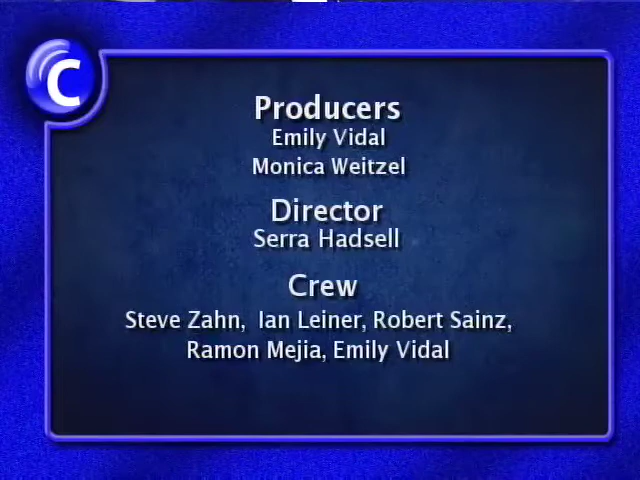 C
Producers
Emily Vidal
Monica Weitzel
Director
Serra Hadsell
Crew
Steve Zahn,  Ian Leiner, Robert Sainz,
Ramon Mejia, Emily Vidal